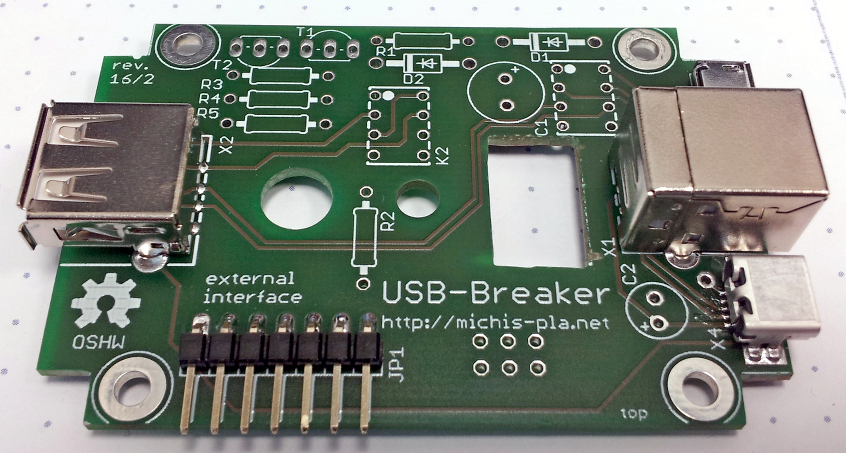 rev.
16/2
T2
T1
R1
D2
D1
R3
R4
R5
X2
K2
C1
R2
X1
C2
external
interface
USB-Breaker
http://michis-pla.net
MHSO
JP1
X4
top